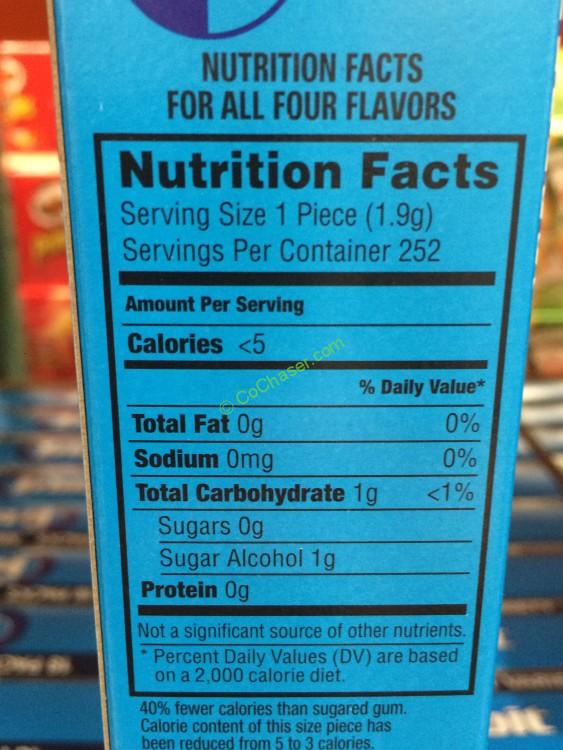 NUTRITION FACTS
FOR ALL FOUR FLAVORS
Nutrition Facts
Serving Size 1 Piece (1.9g)
Servings Per Container 252
Amount Per Serving
Calories <5
% Daily Value*
Total Fat 0g 0%
Sodium 0mg 0%
Total Carbohydrate 1g <1%
Sugars 0g
Sugar Alcohol 1g
Protein 0g
Not a significant source of other nutrients.
* Percent Daily Values (DV) are based
on a 2,000 calorie diet.
40% fewer calories than sugared gum.
Calorie content of this size piece has
been reduced from 5 to 3 calories.
© CoChaser.com